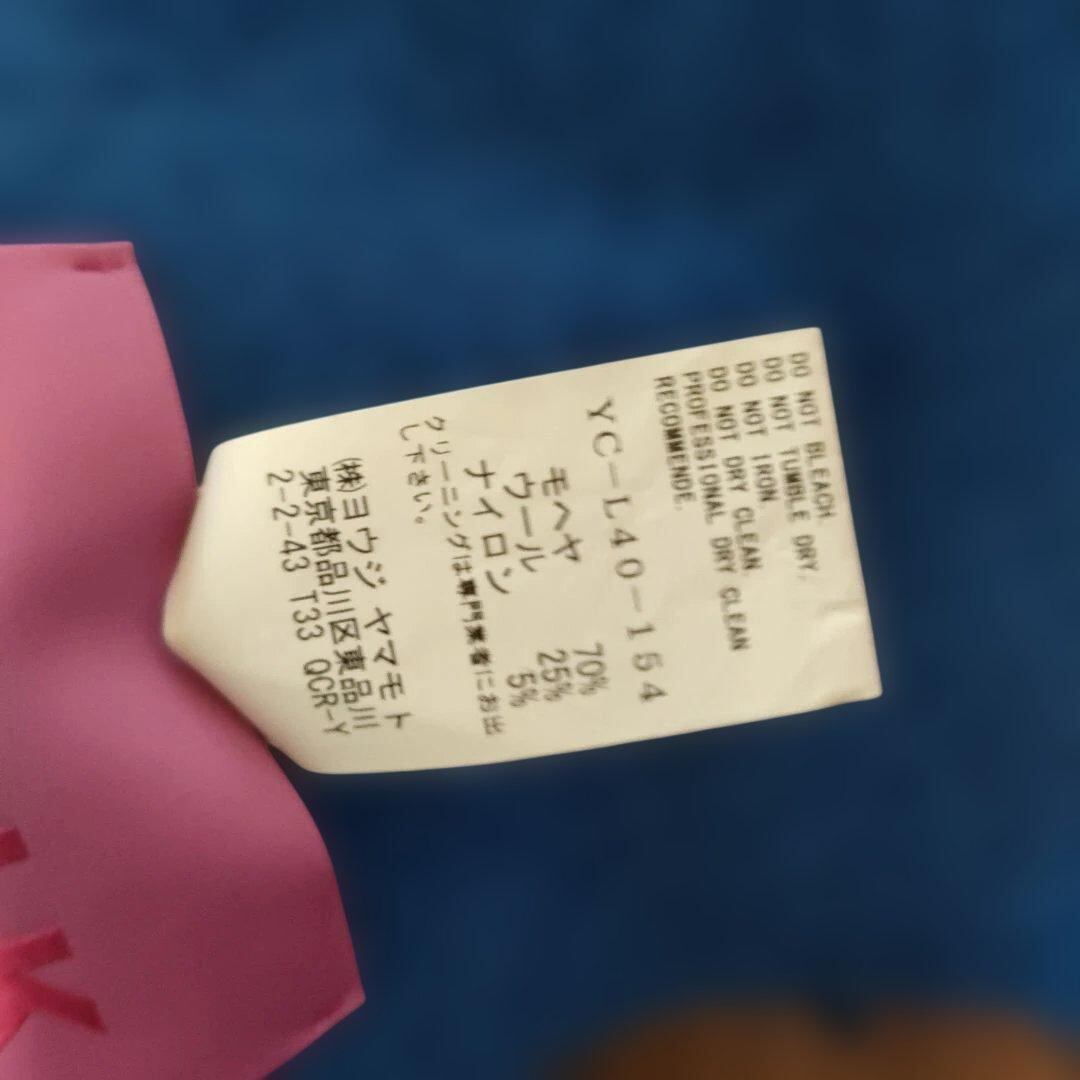 DO NOT BLEACH.
DO NOT TUMBLE DRY.
DO NOT IRON.
DO NOT DRY CLEAN.
PROFESSIONAL DRY CLEAN
RECOMMENDE.
YC-L40-154
モヘヤ 70%
ウール 25%
ナイロン 5%
クリーニングは専門業者にお出
し下さい。
(株)ヨウジ ヤマモト
東京都品川区東品川
2-2-43 T33 QCR-Y
K